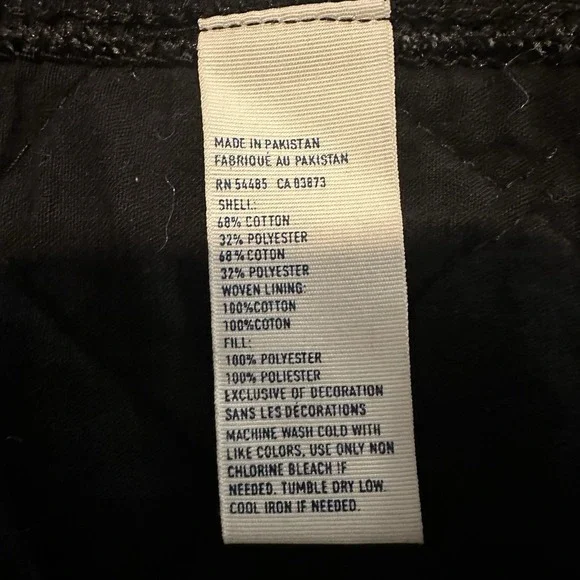 MADE IN PAKISTAN
FABRIQUÉ AU PAKISTAN
RN 54485 CA 03873
SHELL:
68% COTTON
32% POLYESTER
68% COTON
32% POLYESTER
WOVEN LINING:
100%COTTON
100%COTON
FILL:
100% POLYESTER
100% POLIESTER
EXCLUSIVE OF DECORATION
SANS LES DÉCORATIONS
MACHINE WASH COLD WITH
LIKE COLORS, USE ONLY NON
CHLORINE BLEACH IF
NEEDED. TUMBLE DRY LOW.
COOL IRON IF NEEDED.